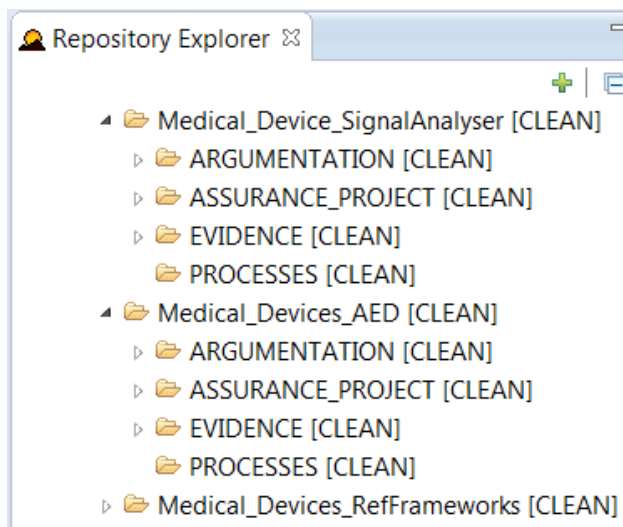 Repository Explorer
Medical_Device_SignalAnalyser [CLEAN]
ARGUMENTATION [CLEAN]
ASSURANCE_PROJECT [CLEAN]
EVIDENCE [CLEAN]
PROCESSES [CLEAN]
Medical_Devices_AED [CLEAN]
ARGUMENTATION [CLEAN]
ASSURANCE_PROJECT [CLEAN]
EVIDENCE [CLEAN]
PROCESSES [CLEAN]
Medical_Devices_RefFrameworks [CLEAN]